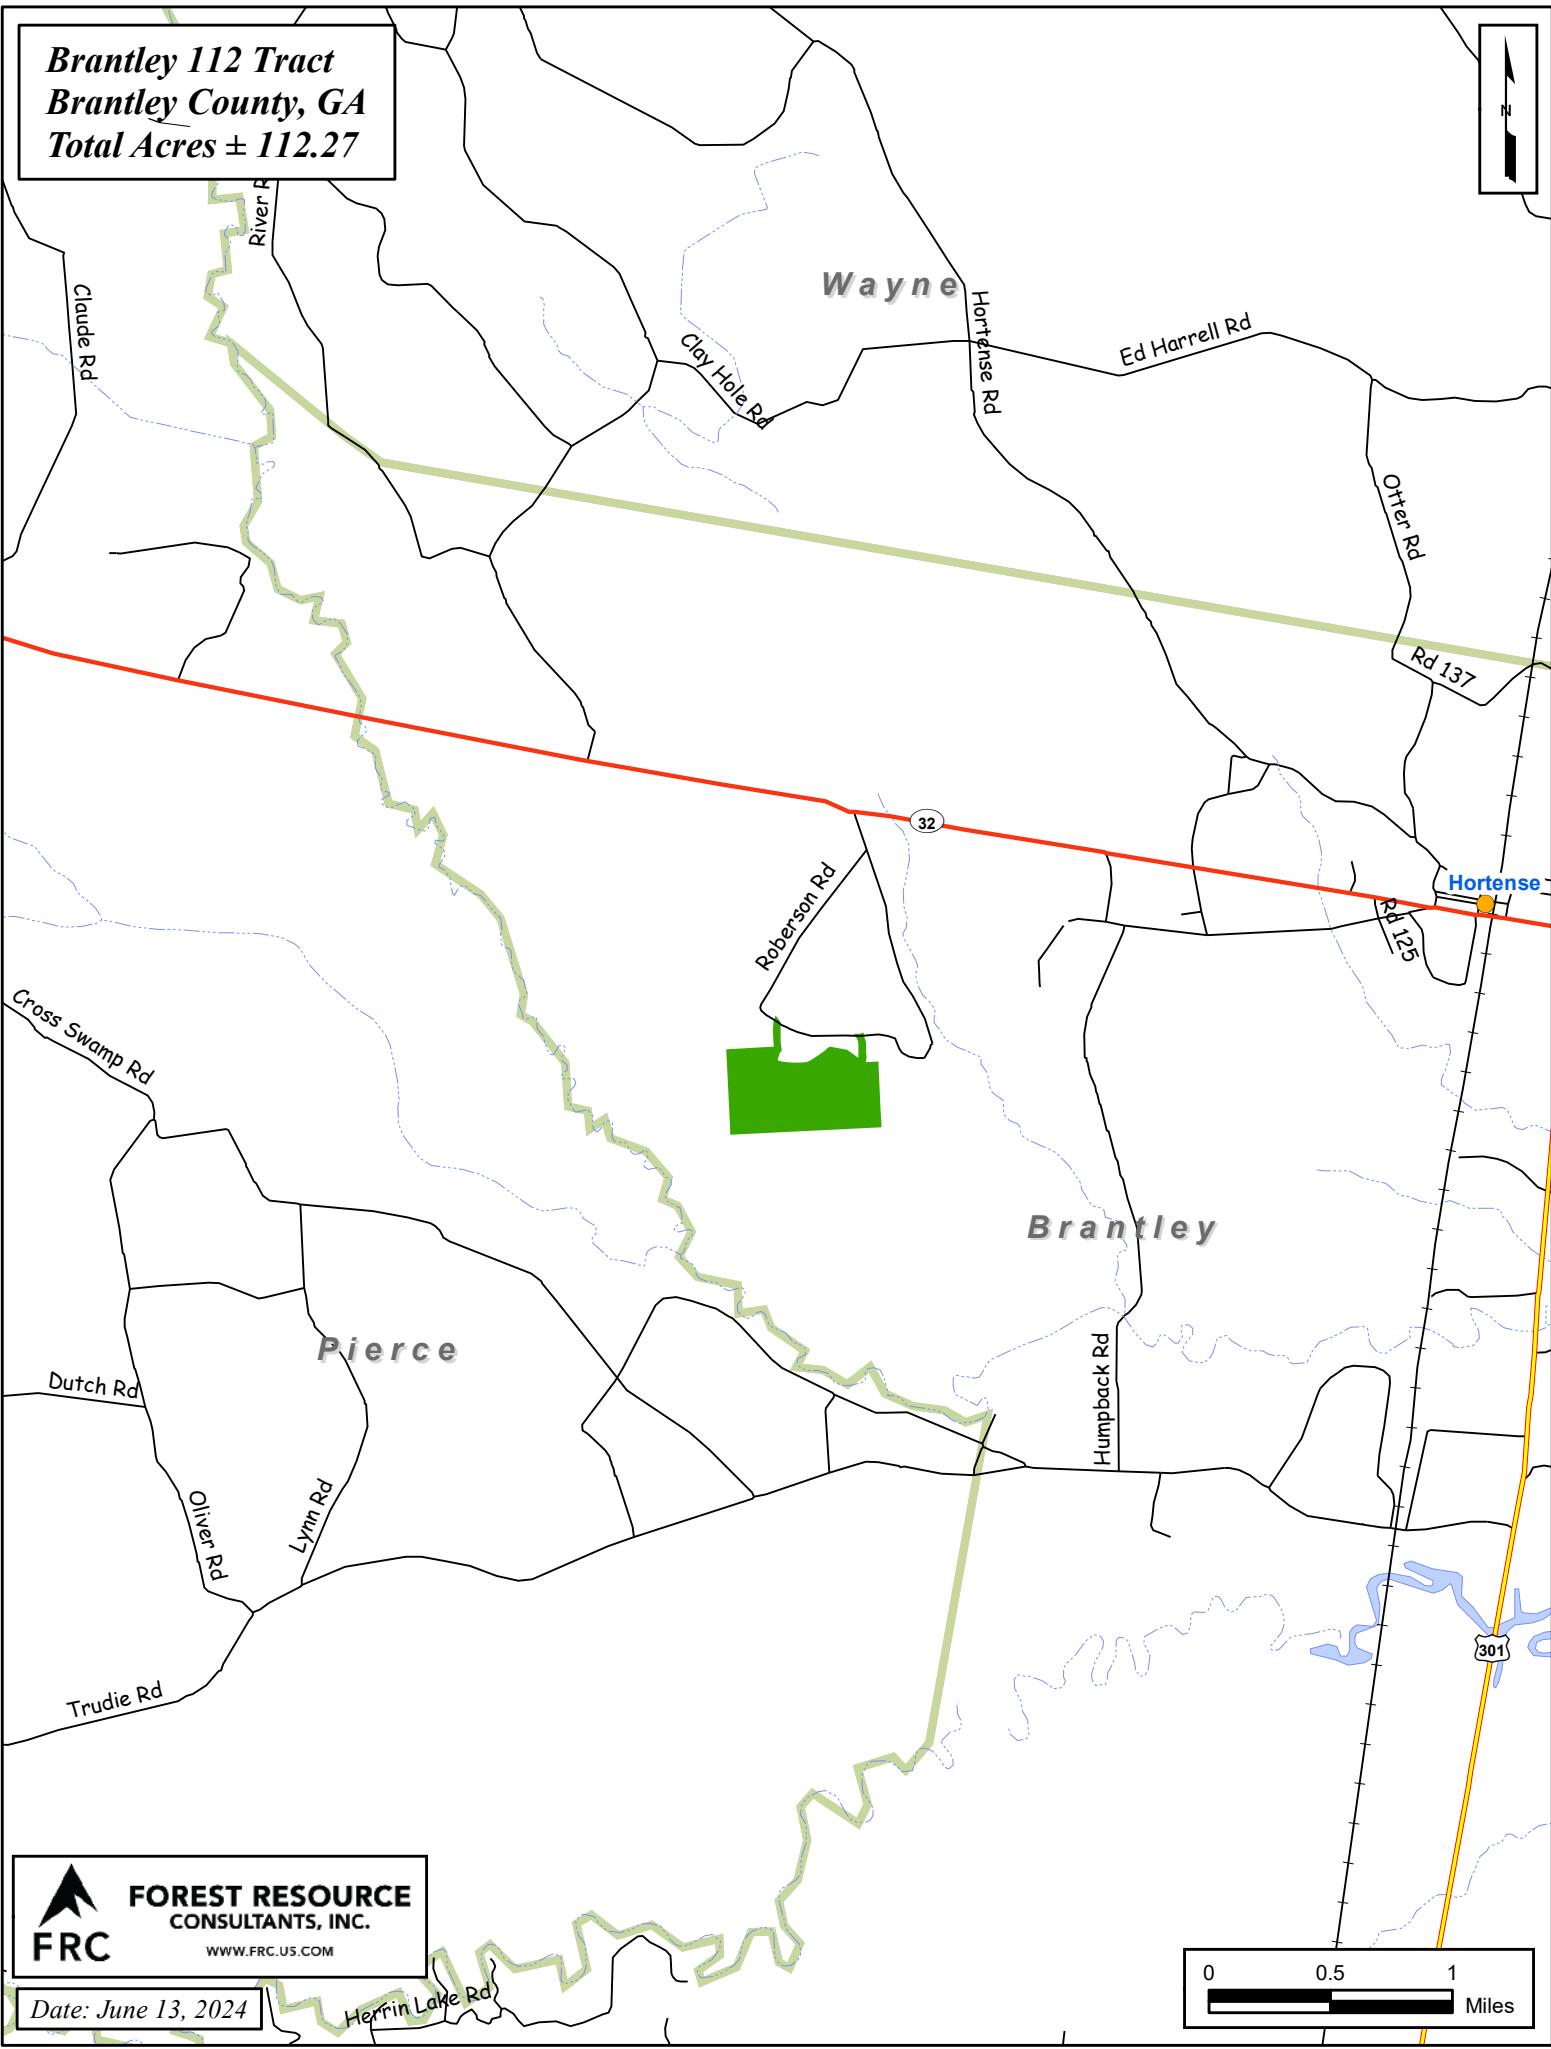 Brantley 112 Tract
Brantley County, GA
Total Acres ± 112.27
N
River R
Claude Rd
Wayne
Hortense Rd
Clay Hole Rd
Ed Harrell Rd
Otter Rd
Rd 137
32
Hortense
Rd 125
Roberson Rd
Cross Swamp Rd
Brantley
Pierce
Dutch Rd
Humpback Rd
Oliver Rd
Lynn Rd
301
Trudie Rd
FOREST RESOURCE
CONSULTANTS, INC.
FRC
WWW.FRC.US.COM
Date: June 13, 2024
Herrin Lake Rd
0 0.5 1
Miles